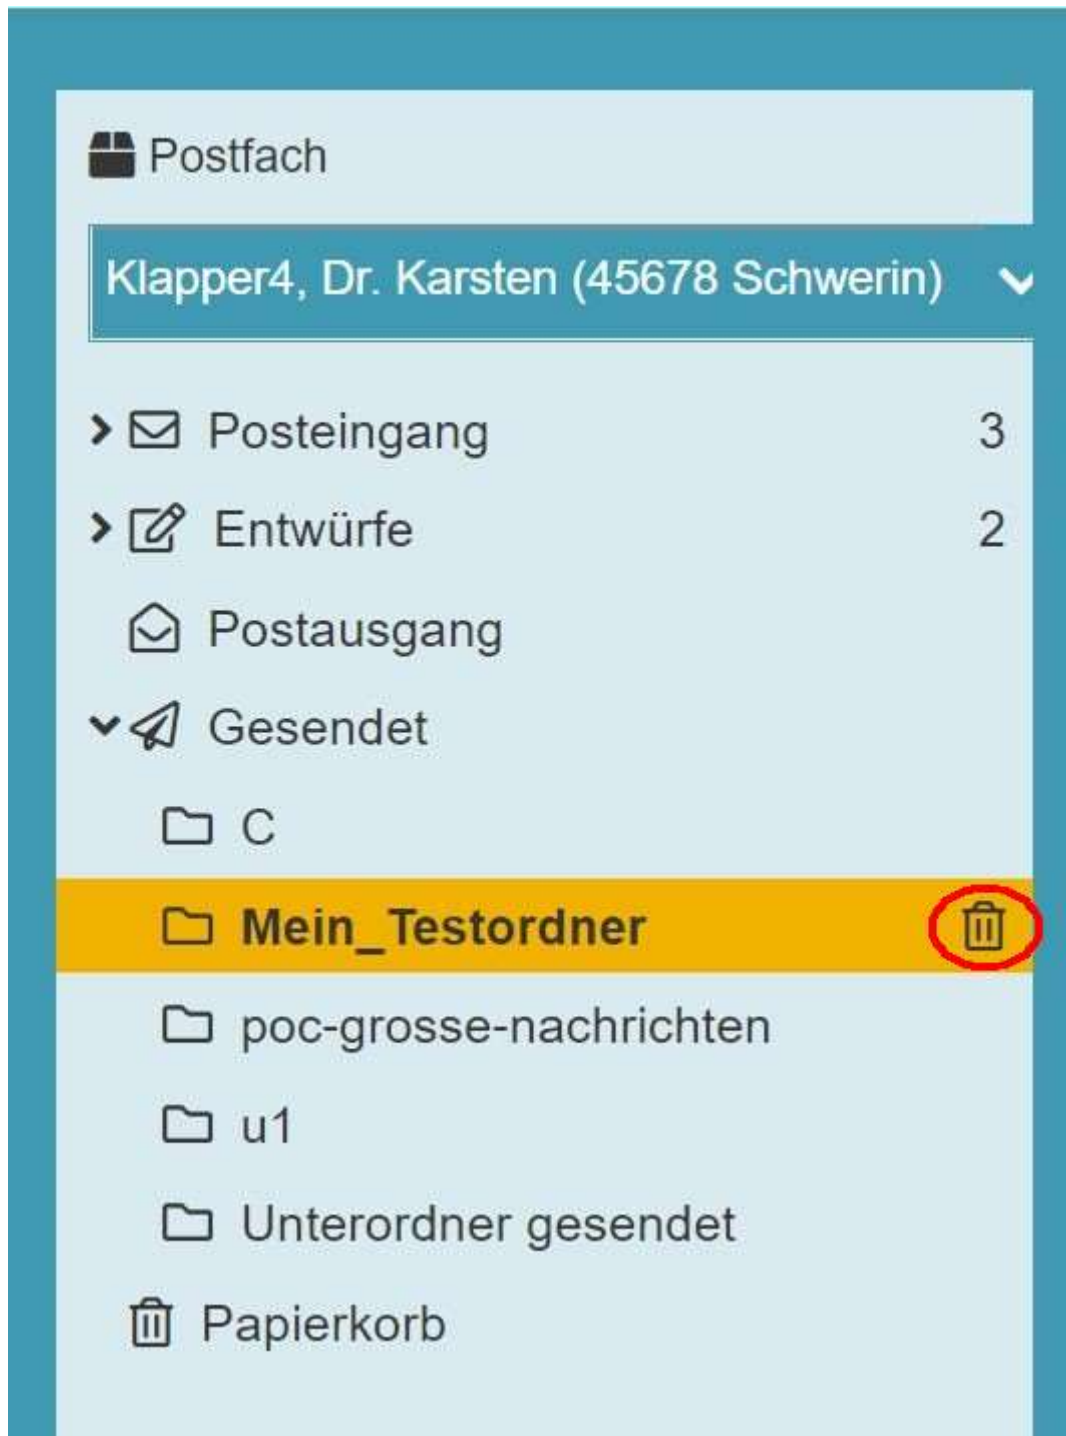 Postfach
Klapper4, Dr. Karsten (45678 Schwerin)
Posteingang 3
Entwürfe 2
Postausgang
Gesendet
C
Mein_Testordner
poc-grosse-nachrichten
u1
Unterordner gesendet
Papierkorb